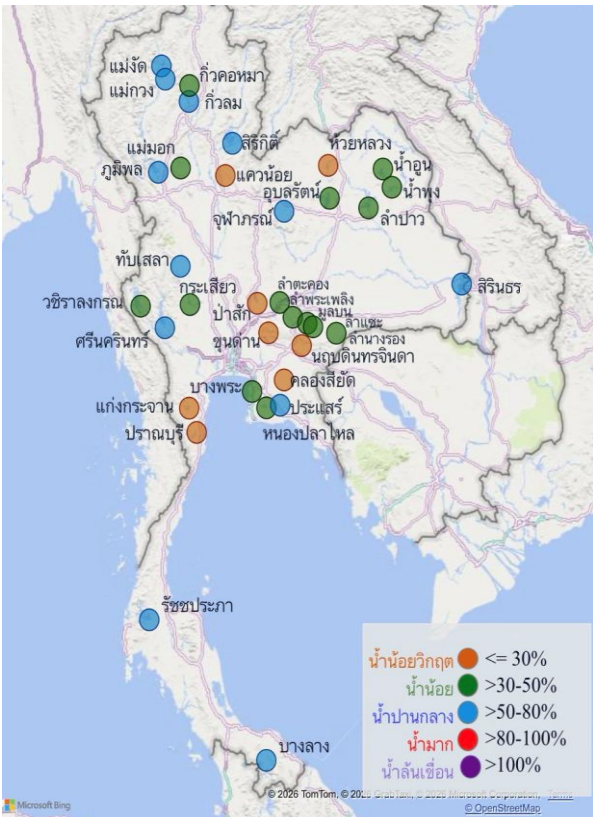 แม่งัด
แม่กวง
กิ่วคอหมา
กิ่วลม
สิริกิติ์
ห้วยหลวง
แม่มอก
ภูมิพล
แควน้อย
น้ำอูน
อุบลรัตน์
น้ำพุง
จุฬาภรณ์
ลำปาว
ทับเสลา
สิรินธร
กระเสียว
ลำตะคอง
วชิราลงกรณ
ป่าสัก
ลำพระเพลิง
มูลบน
ลำแชะ
ศรีนครินทร์
ขุนด่าน
ลำนางรอง
นฤบดินทรจินดา
บางพระ
คลองสียัด
แก่งกระจาน
ประแสร์
ปราณบุรี
หนองปลาไหล
รัชชประภา
บางลาง
น้ำน้อยวิกฤต <= 30%
น้ำน้อย >30-50%
น้ำปานกลาง >50-80%
น้ำมาก >80-100%
น้ำล้นเขื่อน >100%
Microsoft Bing
© 2026 TomTom, © 2026 GrabTaxi, © 2026 Microsoft Corporation, Terms
© OpenStreetMap